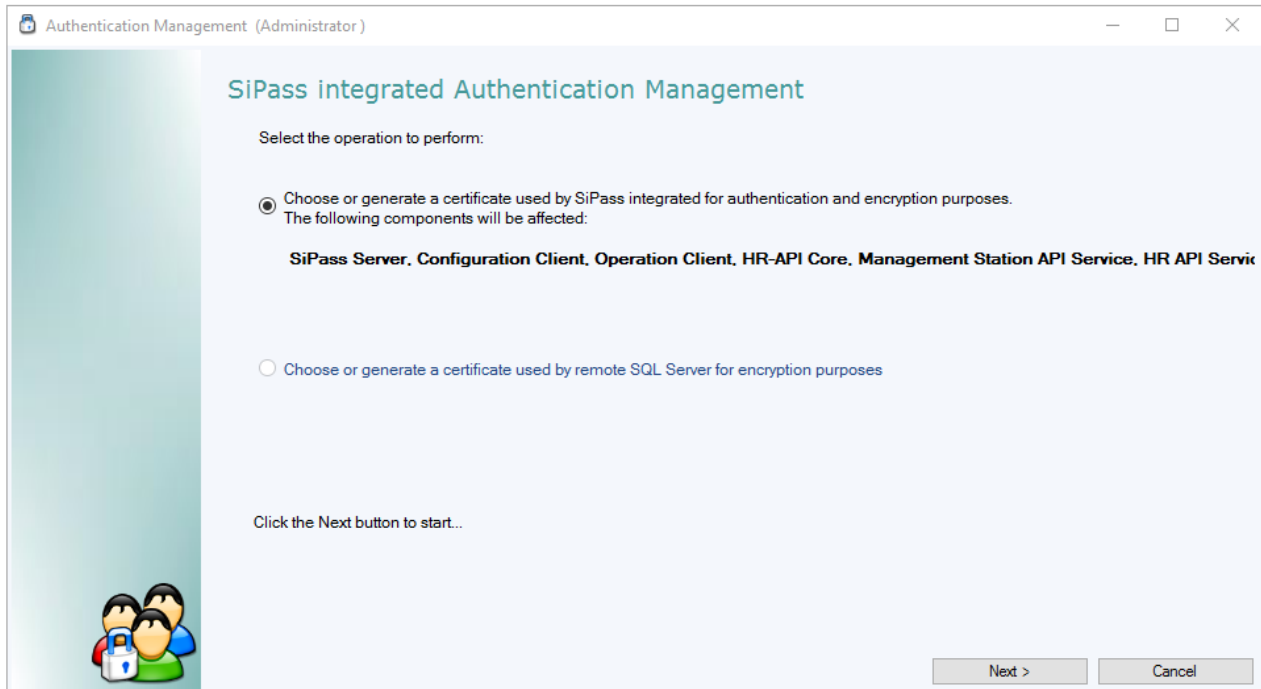 Authentication Management (Administrator )
SiPass integrated Authentication Management
Select the operation to perform:
Choose or generate a certificate used by SiPass integrated for authentication and encryption purposes.
The following components will be affected:
SiPass Server, Configuration Client, Operation Client, HR-API Core, Management Station API Service, HR API
Choose or generate a certificate used by remote SQL Server for encryption purposes
Click the Next button to start...
Next >
Cancel